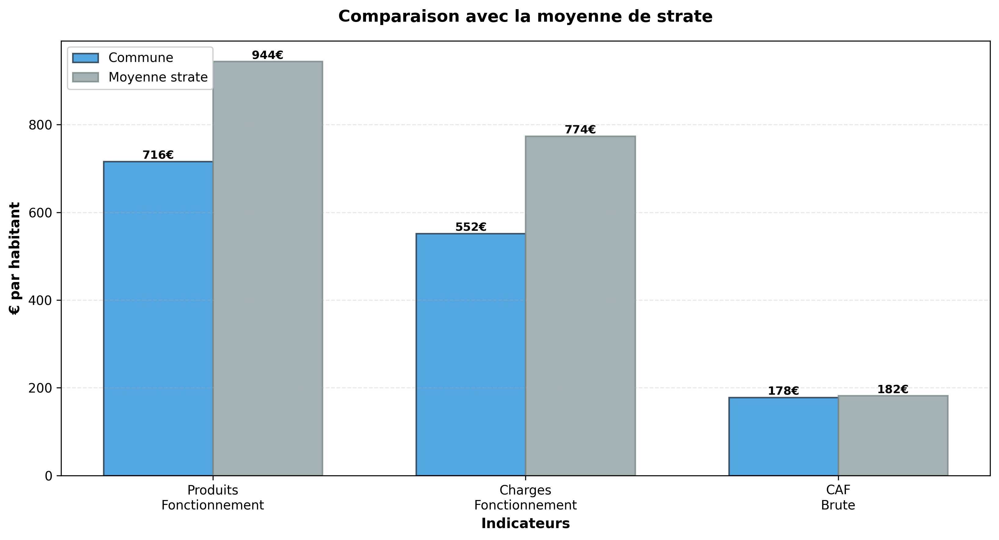 Comparaison avec la moyenne de strate
Commune
Moyenne strate
944€
716€
774€
552€
178€
182€
800
600
400
200
0
€ par habitant
Produits
Fonctionnement
Charges
Fonctionnement
CAF
Brute
Indicateurs